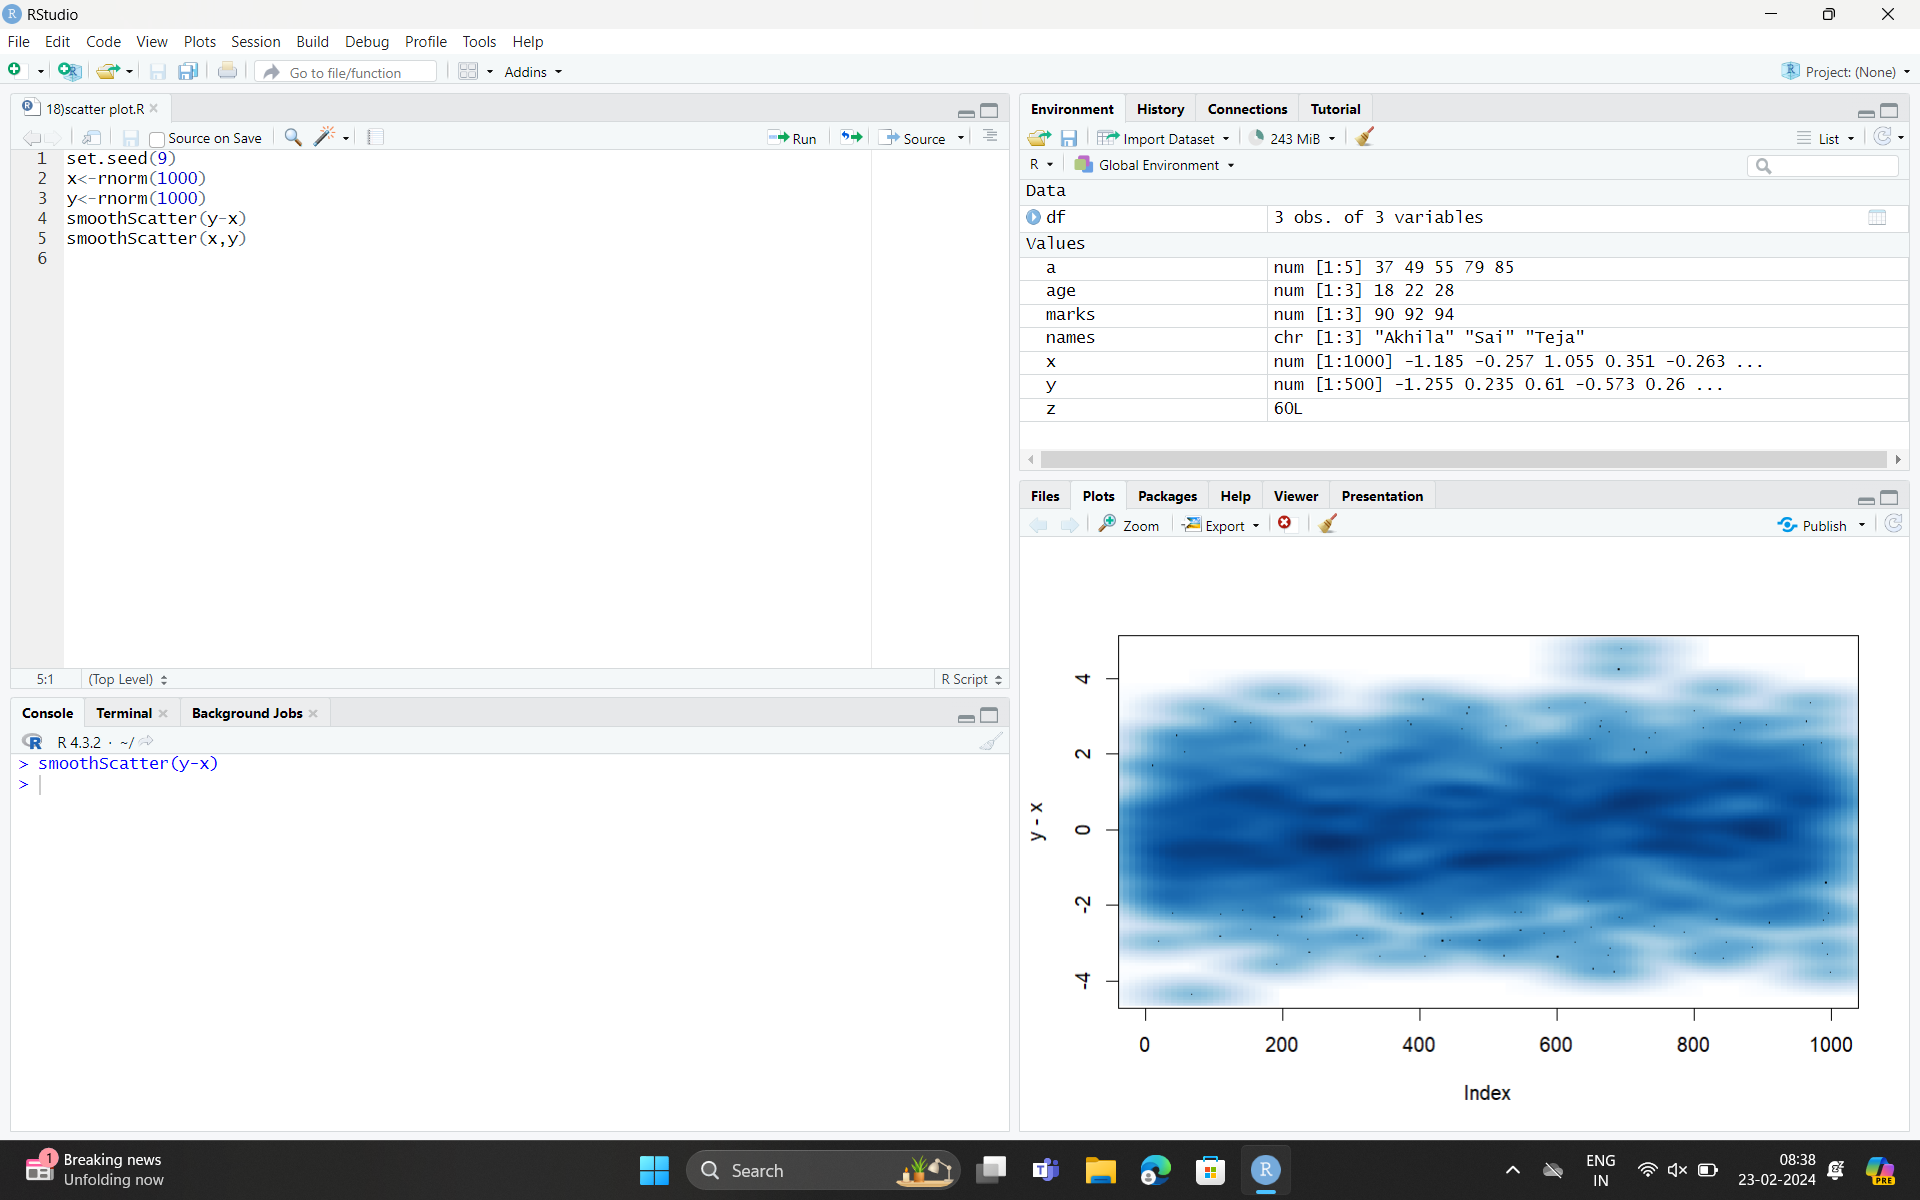 RStudio
File Edit Code View Plots Session Build Debug Profile Tools Help
Go to file/function Addins Project: (None)
18)scatter plot.R
Source on Save Run Source
1 set.seed(9)
2 x<-rnorm(1000)
3 y<-rnorm(1000)
4 smoothScatter(y-x)
5 smoothScatter(x,y)
6
5:1 (Top Level) R Script
Console Terminal Background Jobs
R 4.3.2 · ~/
> smoothScatter(y-x)
>
Environment History Connections Tutorial
Import Dataset 243 MiB List
R Global Environment
Data
df 3 obs. of 3 variables
Values
a num [1:5] 37 49 55 79 85
age num [1:3] 18 22 28
marks num [1:3] 90 92 94
names chr [1:3] "Akhila" "Sai" "Teja"
x num [1:1000] -1.185 -0.257 1.055 0.351 -0.263 ...
y num [1:500] -1.255 0.235 0.61 -0.573 0.26 ...
z 60L
Files Plots Packages Help Viewer Presentation
Zoom Export Publish
4
2
0
-2
-4
y - x
0 200 400 600 800 1000
Index
1
Breaking news
Unfolding now
Search
R
ENG
IN
08:38
23-02-2024
PRE